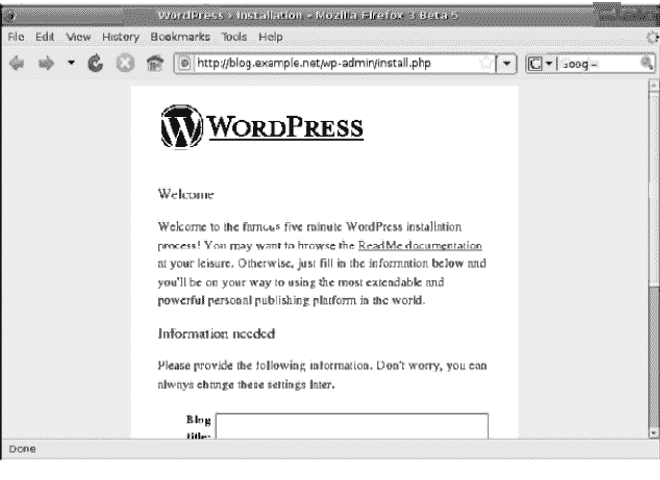 WordPress › Installation - Mozilla Firefox 3 Beta 5
File Edit View History Bookmarks Tools Help
http://blog.example.net/wp-admin/install.php
WORDPRESS
Welcome
Welcome to the famous five minute WordPress installation
process! You may want to browse the ReadMe documentation
at your leisure. Otherwise, just fill in the information below and
you'll be on your way to using the most extendable and
powerful personal publishing platform in the world.
Information needed
Please provide the following information. Don't worry, you can
always change these settings later.
Blog
title:
Done